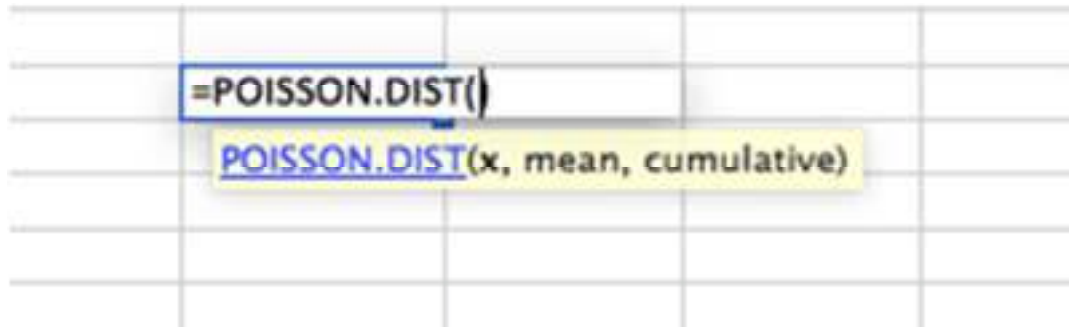 =POISSON.DIST()
POISSON.DIST(x, mean, cumulative)